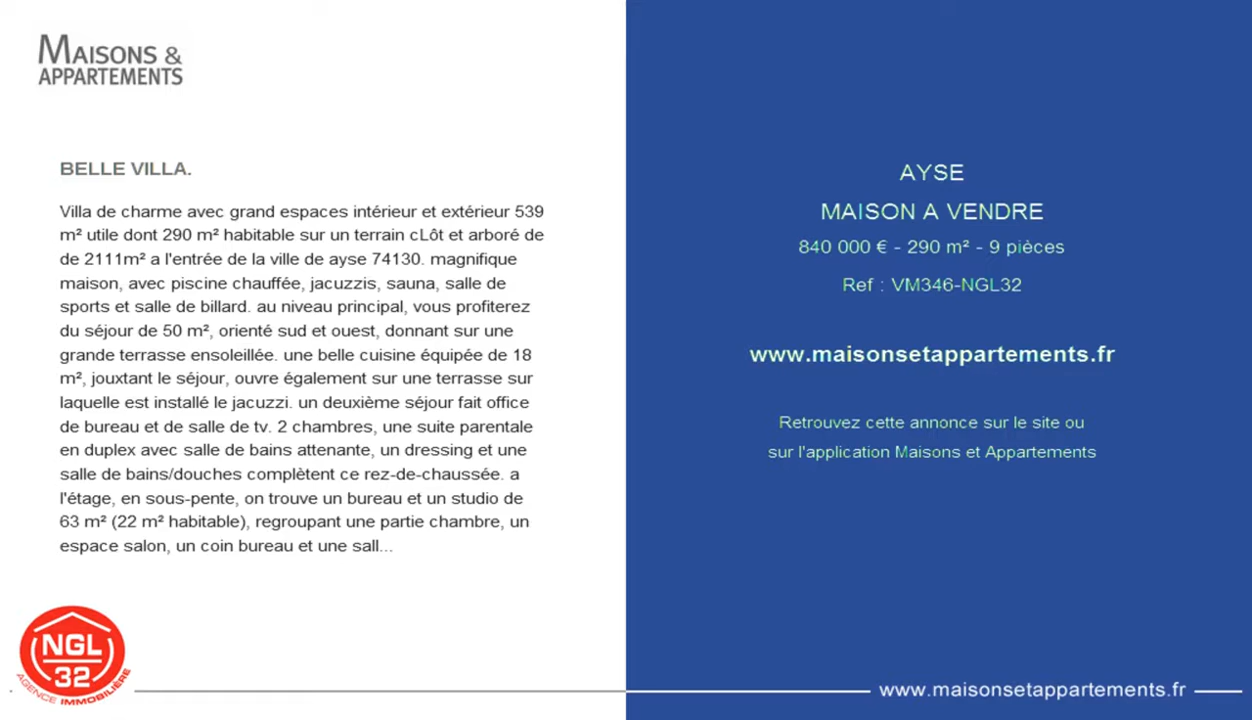 MAISONS &
APPARTEMENTS
BELLE VILLA.
Villa de charme avec grand espaces intérieur et extérieur 539
m² utile dont 290 m² habitable sur un terrain cLôt et arboré de
de 2111m² a l'entrée de la ville de ayse 74130. magnifique
maison, avec piscine chauffée, jacuzzis, sauna, salle de
sports et salle de billard. au niveau principal, vous profiterez
du séjour de 50 m², orienté sud et ouest, donnant sur une
grande terrasse ensoleillée. une belle cuisine équipée de 18
m², jouxtant le séjour, ouvre également sur une terrasse sur
laquelle est installé le jacuzzi. un deuxième séjour fait office
de bureau et de salle de tv. 2 chambres, une suite parentale
en duplex avec salle de bains attenante, un dressing et une
salle de bains/douches complètent ce rez-de-chaussée. a
l'étage, en sous-pente, on trouve un bureau et un studio de
63 m² (22 m² habitable), regroupant une partie chambre, un
espace salon, un coin bureau et une sall...
NGL
32
AGENCE IMMOBILIÈRE
AYSE
MAISON A VENDRE
840 000 € - 290 m² - 9 pièces
Ref : VM346-NGL32
www.maisonsetappartements.fr
Retrouvez cette annonce sur le site ou
sur l'application Maisons et Appartements
www.maisonsetappartements.fr